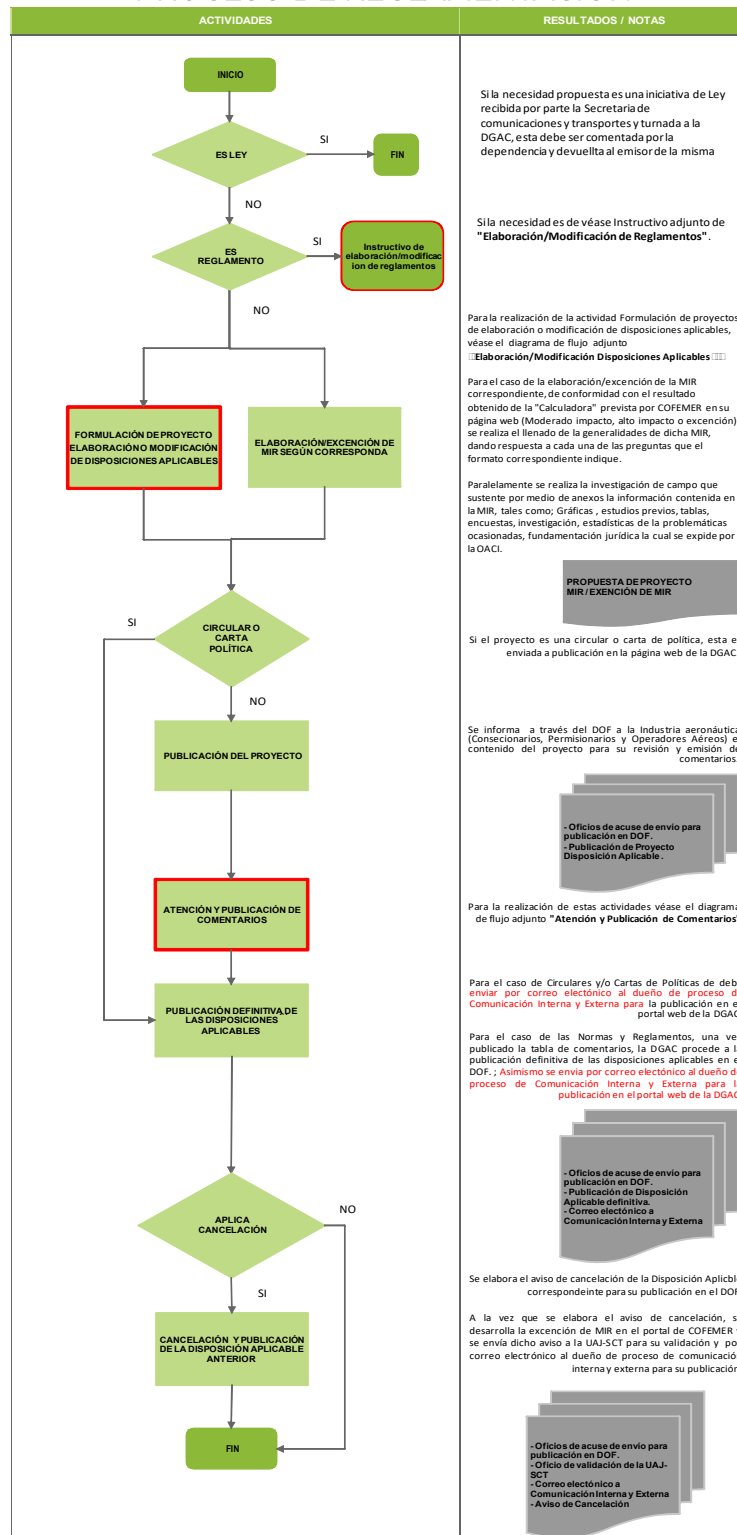 ACTIVIDADES
RESULTADOS / NOTAS
INICIO
Si la necesidad propuesta es una iniciativa de Ley
recibida por parte la Secretaria de
comunicaciones y transportes y turnada a la
DGAC, esta debe ser comentada por la
dependencia y devuellta al emisor de la misma
ES LEY
SI
FIN
NO
Si la necesidad es de véase Instructivo adjunto de
"Elaboración/Modificación de Reglamentos".
ES
REGLAMENTO
SI
Instructivo de
elaboración/modificac
ion de reglamentos
NO
Para la realización de la actividad Formulación de proyectos
de elaboración o modificación de disposiciones aplicables,
véase el diagrama de flujo adjunto
Elaboración/Modificación Disposiciones Aplicables
Para el caso de la elaboración/excención de la MIR
correspondiente, de conformidad con el resultado
obtenido de la "Calculadora" prevista por COFEMER en su
página web (Moderado impacto, alto impacto o excención)
se realiza el llenado de la generalidades de dicha MIR,
dando respuesta a cada una de las preguntas que el
formato correspondiente indique.
FORMULACIÓN DE PROYECTO
ELABORACIÓN O MODIFICACIÓN
DE DISPOSICIONES APLICABLES
ELABORACIÓN/EXCENCIÓN DE
MIR SEGÚN CORRESPONDA
Paralelamente se realiza la investigación de campo que
sustente por medio de anexos la información contenida en
la MIR, tales como; Gráficas , estudios previos, tablas,
encuestas, investigación, estadísticas de la problemáticas
ocasionadas, fundamentación jurídica la cual se expide por
la OACI.
PROPUESTA DE PROYECTO
MIR / EXENCIÓN DE MIR
SI
CIRCULAR O
CARTA
POLÍTICA
Si el proyecto es una circular o carta de política, esta e
enviada a publicación en la página web de la DGAC
NO
PUBLICACIÓN DEL PROYECTO
Se informa a través del DOF a la Industria aeronáutica
(Consecionarios, Permisionarios y Operadores Aéreos) e
contenido del proyecto para su revisión y emisión de
comentarios.
- Oficios de acuse de envío para
publicación en DOF.
- Publicación de Proyecto
Disposición Aplicable .
ATENCIÓN Y PUBLICACIÓN DE
COMENTARIOS
Para la realización de estas actividades véase el diagrama
de flujo adjunto "Atención y Publicación de Comentarios"
PUBLICACIÓN DEFINITIVA DE
LAS DISPOSICIONES
APLICABLES
Para el caso de Circulares y/o Cartas de Políticas de deb
enviar por correo electónico al dueño de proceso d
Comunicación Interna y Externa para la publicación en e
portal web de la DGAC
Para el caso de las Normas y Reglamentos, una ve
publicado la tabla de comentarios, la DGAC procede a la
publicación definitiva de las disposiciones aplicables en e
DOF. ; Asimismo se envia por correo electónico al dueño d
proceso de Comunicación Interna y Externa para l
publicación en el portal web de la DGAC
- Oficios de acuse de envío para
publicación en DOF.
- Publicación de Disposición
Aplicable definitiva.
- Correo electónico a
Comunicación Interna y Externa
APLICA
CANCELACIÓN
NO
SI
Se elabora el aviso de cancelación de la Disposición Aplicble
correspondeinte para su publicación en el DOF
CANCELACIÓN Y PUBLICACIÓN
DE LA DISPOSICIÓN APLICABLE
ANTERIOR
A la vez que se elabora el aviso de cancelación, s
desarrolla la excención de MIR en el portal de COFEMER
se envía dicho aviso a la UAJ-SCT para su validación y po
correo electrónico al dueño de proceso de comunicación
interna y externa para su publicación
FIN
- Oficios de acuse de envío para
publicación en DOF.
- Oficio de validación de la UAJ-
SCT
- Correo electónico a
Comunicación Interna y Externa
- Aviso de Cancelación